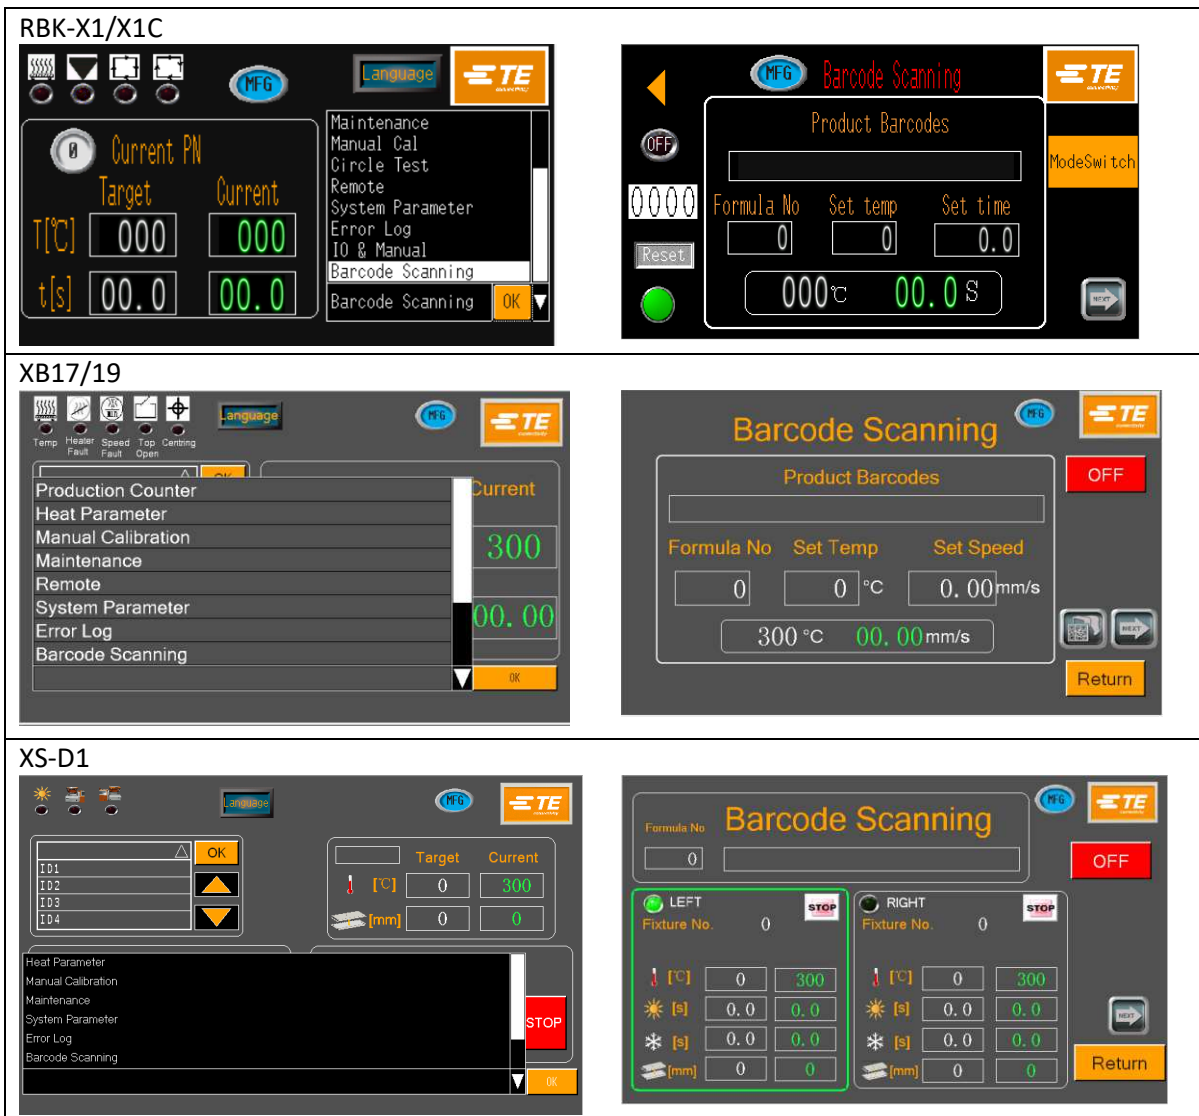 RBK-X1/X1C
MFG
Language
TE
connectivity
0 Current PN
Target Current
T[℃] 000 000
t[s] 00.0 00.0
Maintenance
Manual Cal
Circle Test
Remote
System Parameter
Error Log
IO & Manual
Barcode Scanning
Barcode Scanning OK
MFG Barcode Scanning
TE
connectivity
OFF
0000
Reset
Product Barcodes
Formula No Set temp Set time
0 0 0.0
000℃ 00.0 S
ModeSwitch
NEXT
XB17/19
Temp Heater Fault Speed Fault Top Open Centring
Language
MFG
TE
connectivity
OK
Current
300
00.00
Production Counter
Heat Parameter
Manual Calibration
Maintenance
Remote
System Parameter
Error Log
Barcode Scanning
OK
Barcode Scanning
MFG
TE
connectivity
Product Barcodes
OFF
Formula No Set Temp Set Speed
0 0 °C 0.00 mm/s
300 °C 00.00 mm/s
NEXT
Return
XS-D1
Language
MFG
TE
connectivity
OK
ID1
ID2
ID3
ID4
Target Current
[℃] 0 300
[mm] 0 0
Heat Parameter
Manual Calibration
Maintenance
System Parameter
Error Log
Barcode Scanning
STOP
OK
Formula No Barcode Scanning
0
MFG
TE
connectivity
OFF
LEFT STOP
Fixture No. 0
[℃] 0 300
[s] 0.0 0.0
[s] 0.0 0.0
[mm] 0 0
RIGHT STOP
Fixture No. 0
[℃] 0 300
[s] 0.0 0.0
[s] 0.0 0.0
[mm] 0 0
NEXT
Return